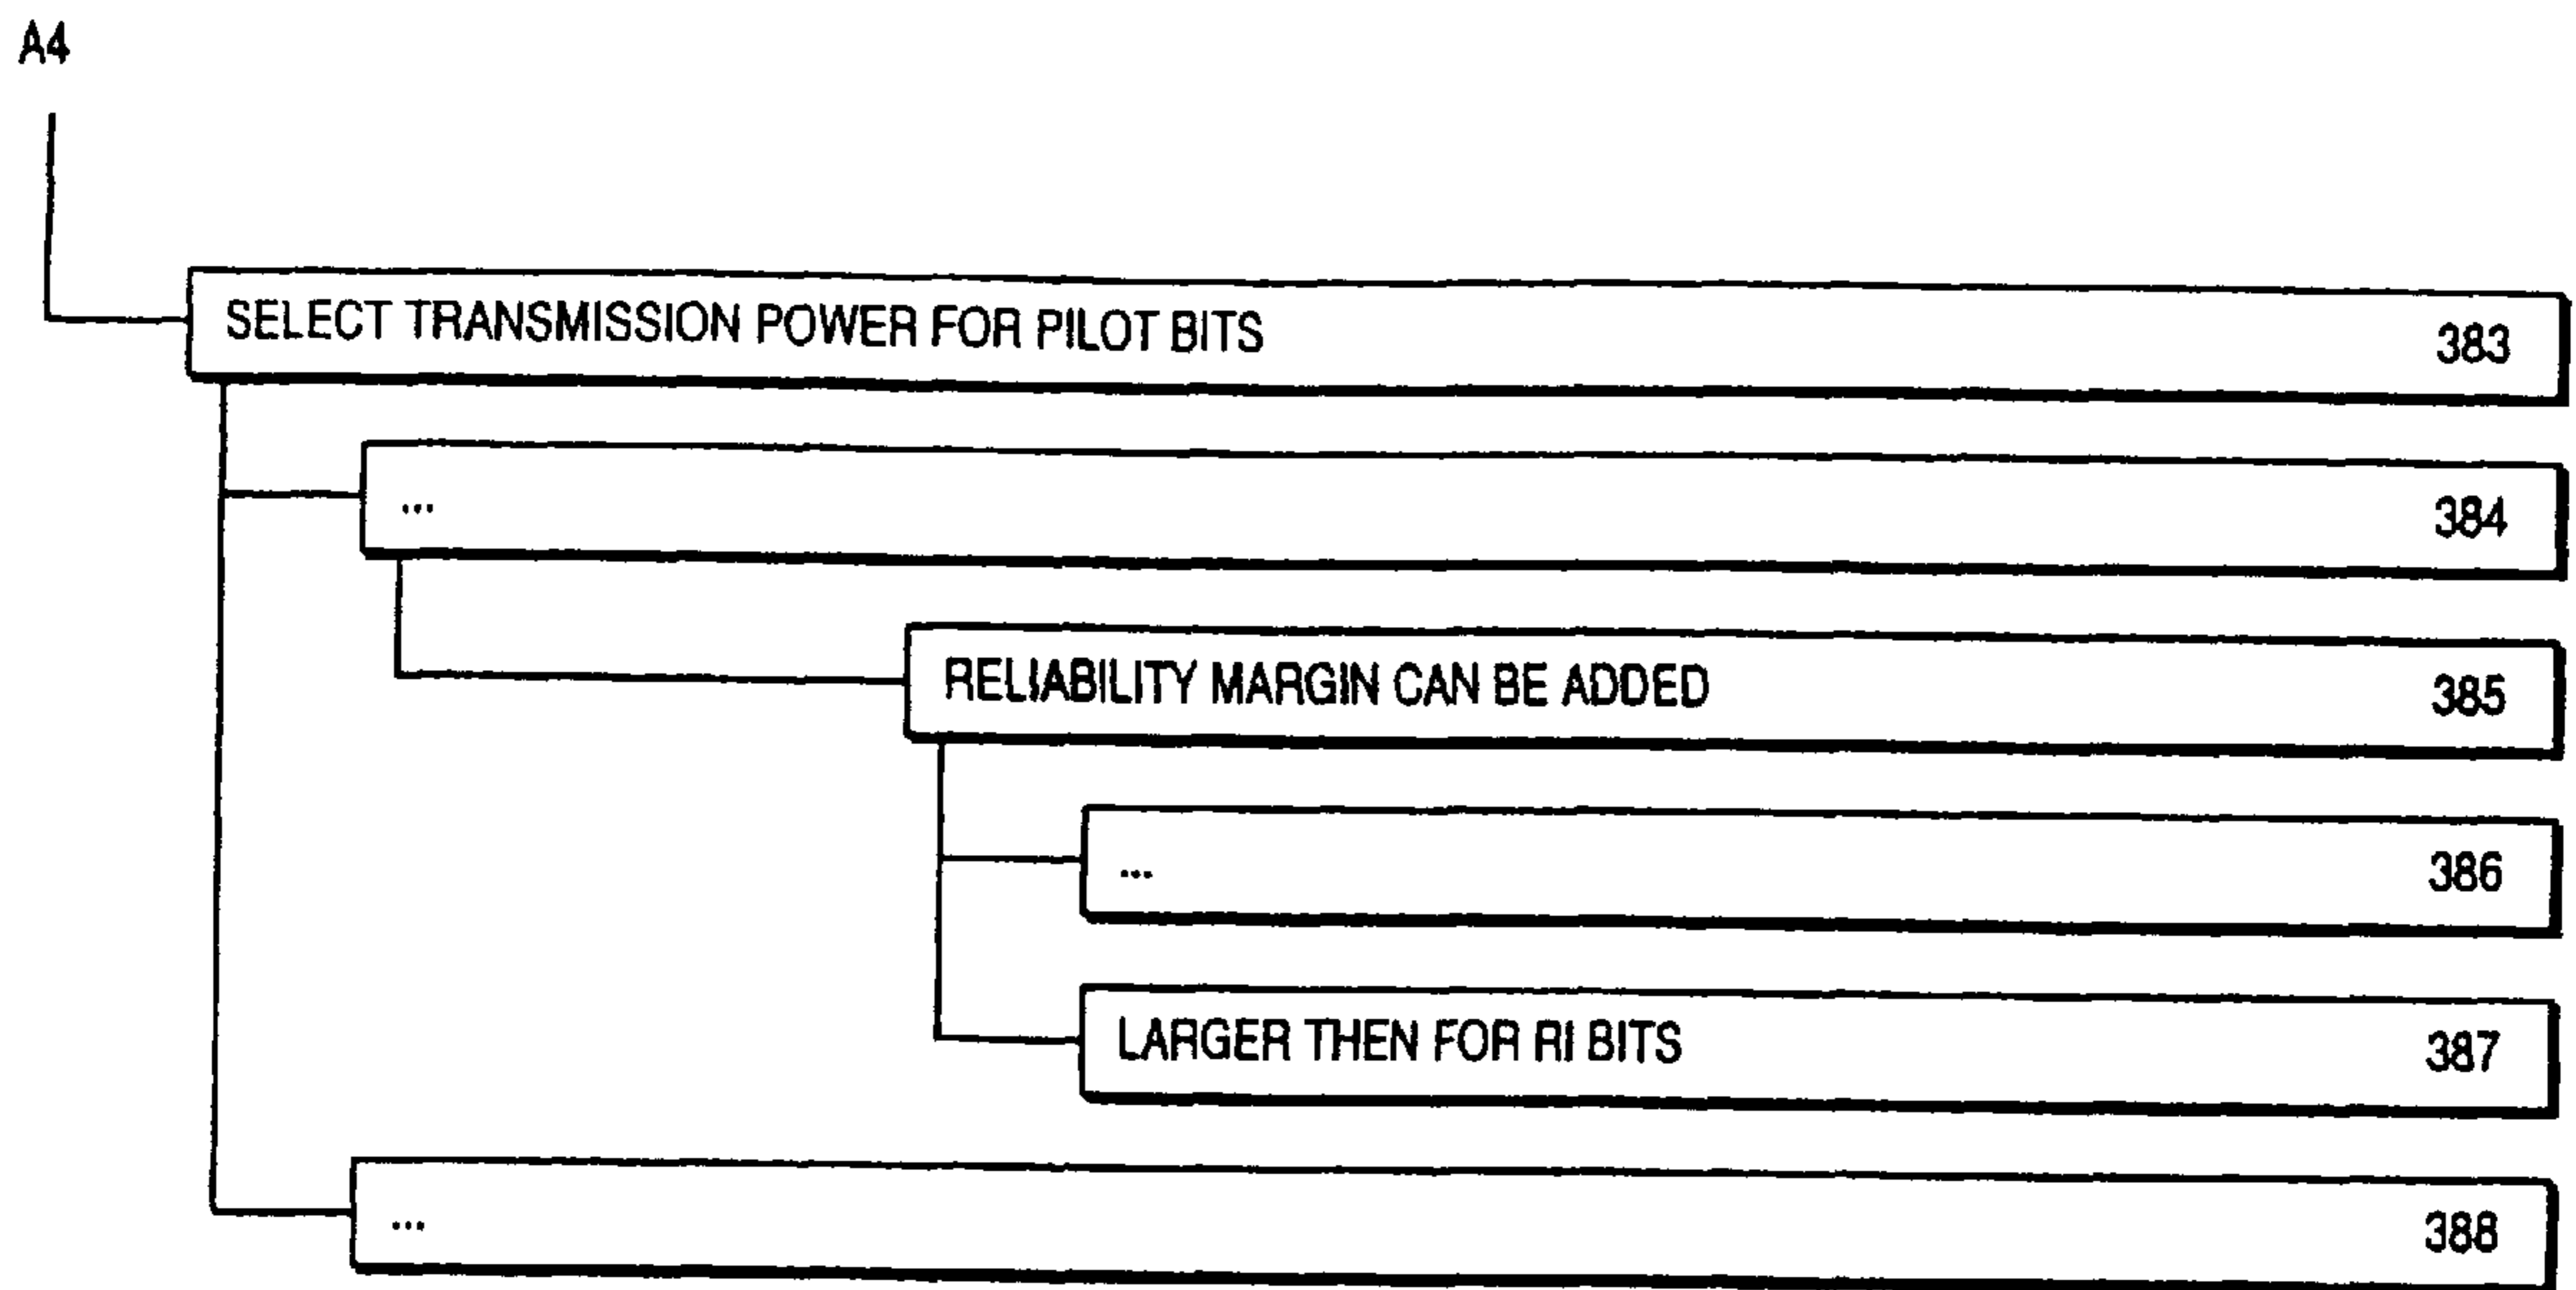 A4
SELECT TRANSMISSION POWER FOR PILOT BITS 383
... 384
RELIABILITY MARGIN CAN BE ADDED 385
... 386
LARGER THEN FOR RI BITS 387
... 388